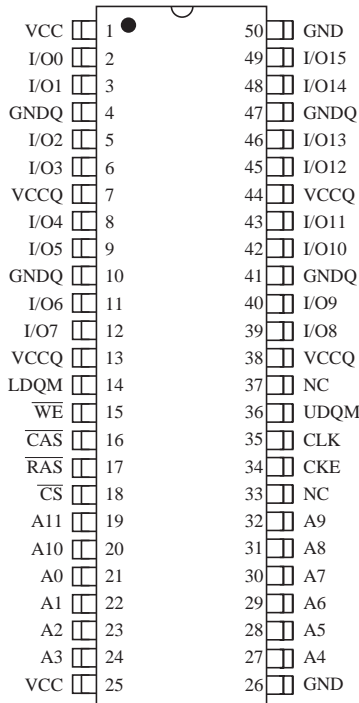 VCC 1 50 GND
I/O0 2 49 I/O15
I/O1 3 48 I/O14
GNDQ 4 47 GNDQ
I/O2 5 46 I/O13
I/O3 6 45 I/O12
VCCQ 7 44 VCCQ
I/O4 8 43 I/O11
I/O5 9 42 I/O10
GNDQ 10 41 GNDQ
I/O6 11 40 I/O9
I/O7 12 39 I/O8
VCCQ 13 38 VCCQ
LDQM 14 37 NC
WE 15 36 UDQM
CAS 16 35 CLK
RAS 17 34 CKE
CS 18 33 NC
A11 19 32 A9
A10 20 31 A8
A0 21 30 A7
A1 22 29 A6
A2 23 28 A5
A3 24 27 A4
VCC 25 26 GND